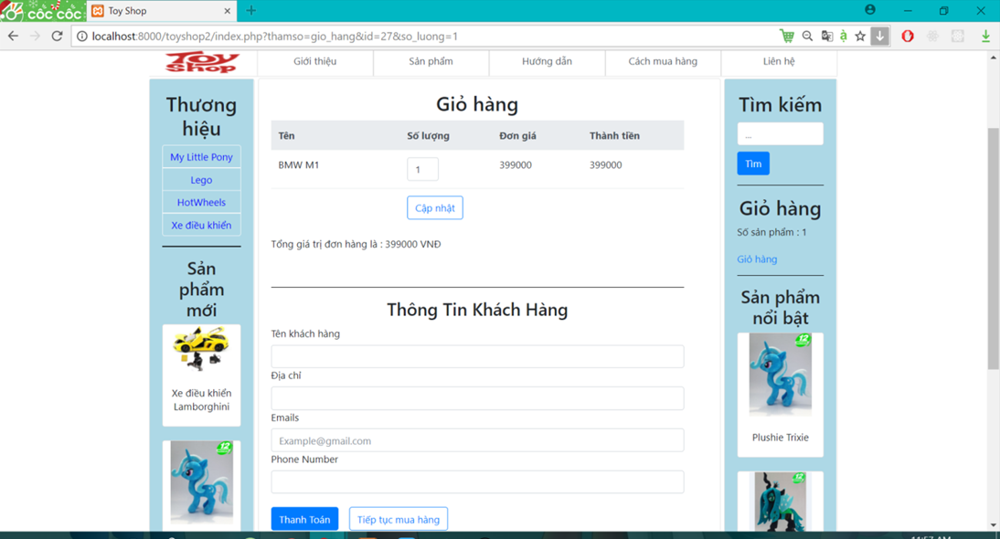 cốc cốc
Toy Shop
localhost:8000/toyshop2/index.php?thamso=gio_hang&id=27&so_luong=1
Toy Shop
Giới thiệu
Sản phẩm
Hướng dẫn
Cách mua hàng
Liên hệ
Thương
hiệu
My Little Pony
Lego
HotWheels
Xe điều khiển
Sản
phẩm
mới
Xe điều khiển
Lamborghini
Giỏ hàng
Tên Số lượng Đơn giá Thành tiền
BMW M1 1 399000 399000
Cập nhật
Tổng giá trị đơn hàng là : 399000 VNĐ
Thông Tin Khách Hàng
Tên khách hàng
Địa chỉ
Emails
Example@gmail.com
Phone Number
Thanh Toán
Tiếp tục mua hàng
Tìm kiếm
...
Tìm
Giỏ hàng
Số sản phẩm : 1
Giỏ hàng
Sản phẩm
nổi bật
12
Plushie Trixie
12
12